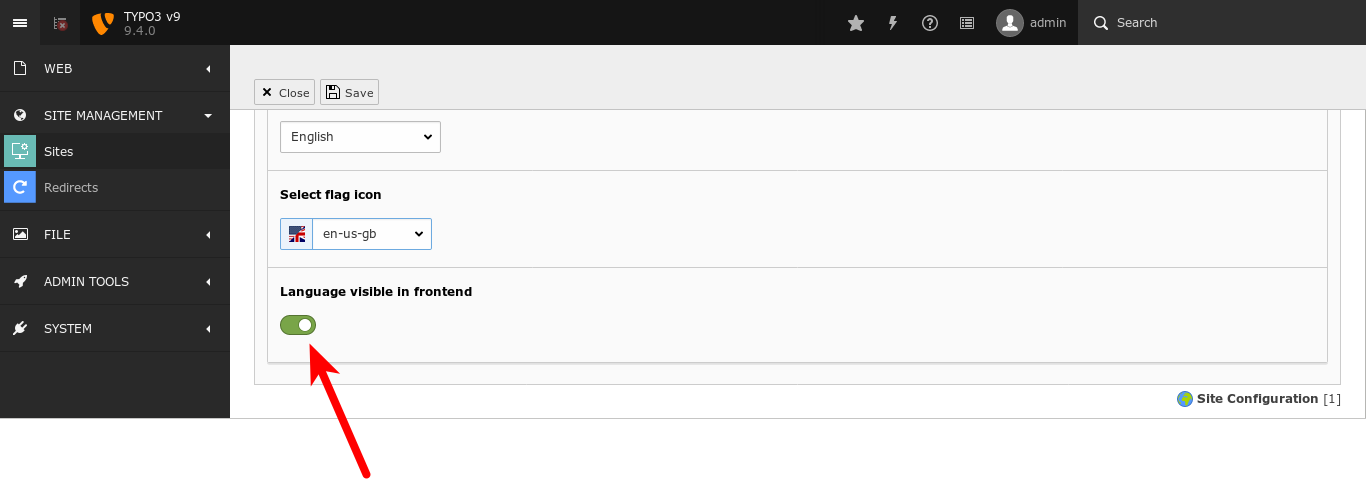 TYPO3 v9
9.4.0
admin
Search
WEB
SITE MANAGEMENT
Sites
Redirects
FILE
ADMIN TOOLS
SYSTEM
Close
Save
English
Select flag icon
en-us-gb
Language visible in frontend
Site Configuration [1]